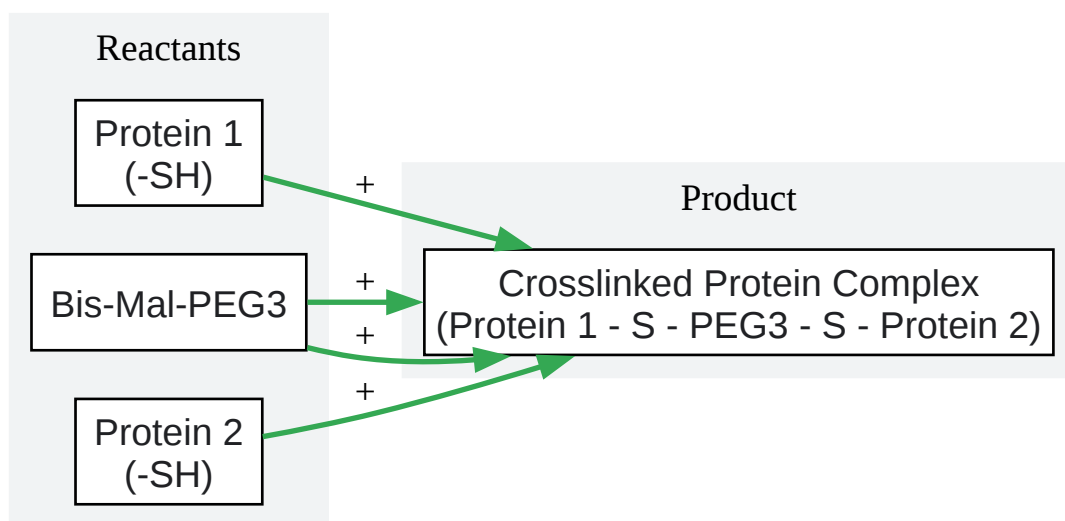 Reactants
Protein 1
(-SH)
Bis-Mal-PEG3
Protein 2
(-SH)
+
+
+
+
Product
Crosslinked Protein Complex
(Protein 1 - S - PEG3 - S - Protein 2)